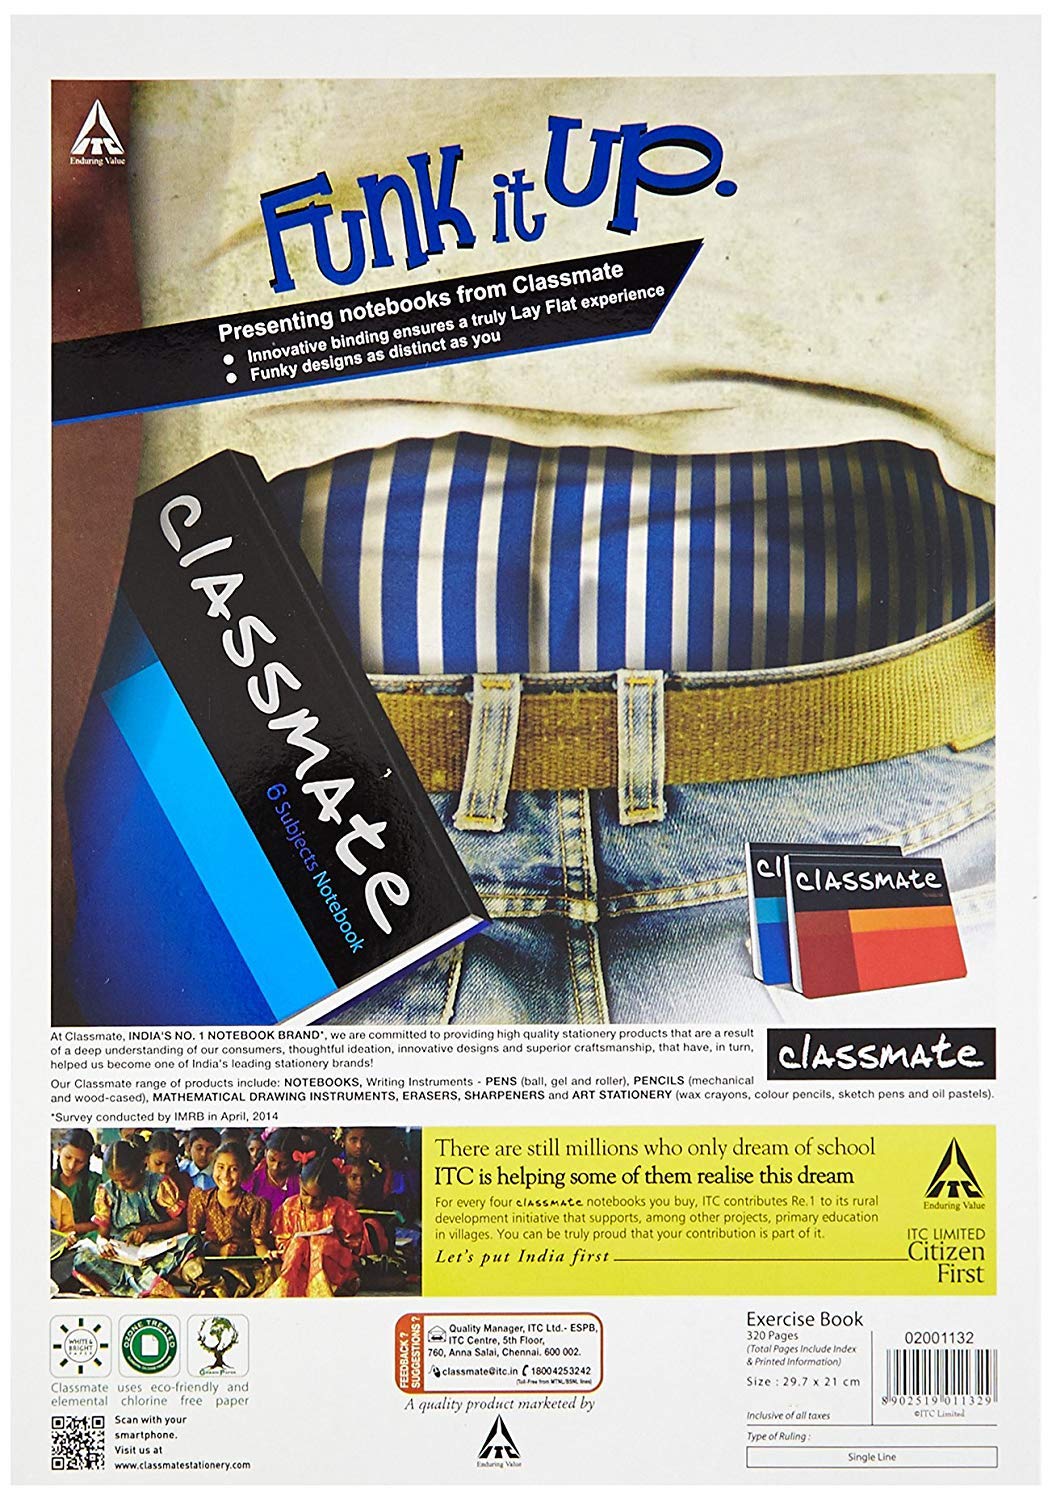 ITC
Enduring Value
Funk it up.
Presenting notebooks from Classmate
• Innovative binding ensures a truly Lay Flat experience
• Funky designs as distinct as you
classmate
6 Subjects Notebook
cl
classmate
At Classmate, INDIA'S NO. 1 NOTEBOOK BRAND*, we are committed to providing high quality stationery products that are a result
of a deep understanding of our consumers, thoughtful ideation, innovative designs and superior craftsmanship, that have, in turn,
helped us become one of India's leading stationery brands!
classmate
Our Classmate range of products include: NOTEBOOKS, Writing Instruments - PENS (ball, gel and roller), PENCILS (mechanical
and wood-cased), MATHEMATICAL DRAWING INSTRUMENTS, ERASERS, SHARPENERS and ART STATIONERY (wax crayons, colour pencils, sketch pens and oil pastels).
*Survey conducted by IMRB in April, 2014
There are still millions who only dream of school
ITC is helping some of them realise this dream
For every four classmate notebooks you buy, ITC contributes Re.1 to its rural
development initiative that supports, among other projects, primary education
in villages. You can be truly proud that your contribution is part of it.
Let's put India first
ITC
Enduring Value
ITC LIMITED
Citizen
First
WHITE &
BRIGHT
PAPER
OZONE TREATED
Classmate uses eco-friendly and
elemental chlorine free paper
Scan with your
smartphone.
Visit us at
www.classmatestationery.com
FEEDBACK ?
SUGGESTIONS ?
Quality Manager, ITC Ltd.- ESPB,
ITC Centre, 5th Floor,
760, Anna Salai, Chennai. 600 002.
classmate@itc.in 18004253242
(Toll-Free from MTNL/BSNL lines)
A quality product marketed by
ITC
Enduring Value
Exercise Book
320 Pages
(Total Pages Include Index
& Printed Information)
Size : 29.7 x 21 cm
02001132
8 902519 011329
©ITC Limited
Inclusive of all taxes
Type of Ruling :
Single Line